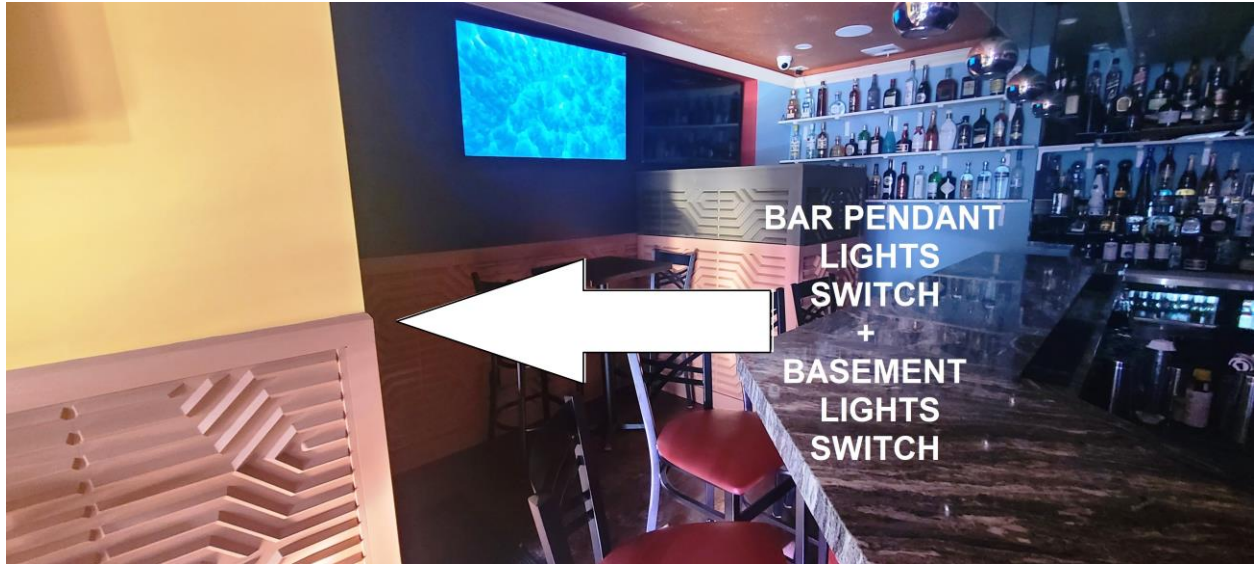 BAR PENDANT
LIGHTS
SWITCH
+
BASEMENT
LIGHTS
SWITCH